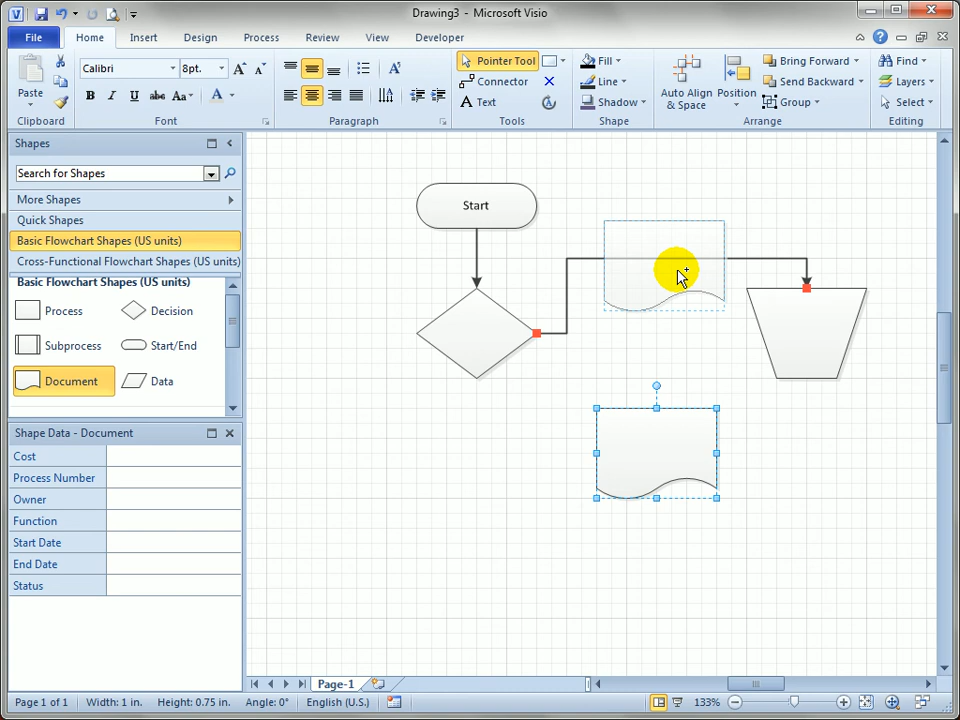 Drawing3 - Microsoft Visio
File Home Insert Design Process Review View Developer
Calibri 8pt. Pointer Tool Fill Bring Forward Find
Connector Line Send Backward Layers
Paste Text Shadow Auto Align & Space Position Group Select
Clipboard Font Paragraph Tools Shape Arrange Editing
Shapes
Search for Shapes
More Shapes
Quick Shapes
Basic Flowchart Shapes (US units)
Cross-Functional Flowchart Shapes (US units)
Basic Flowchart Shapes (US units)
Process Decision
Subprocess Start/End
Document Data
Shape Data - Document
Cost
Process Number
Owner
Function
Start Date
End Date
Status
Start
Page-1
Page 1 of 1 Width: 1 in. Height: 0.75 in. Angle: 0° English (U.S.) 133%